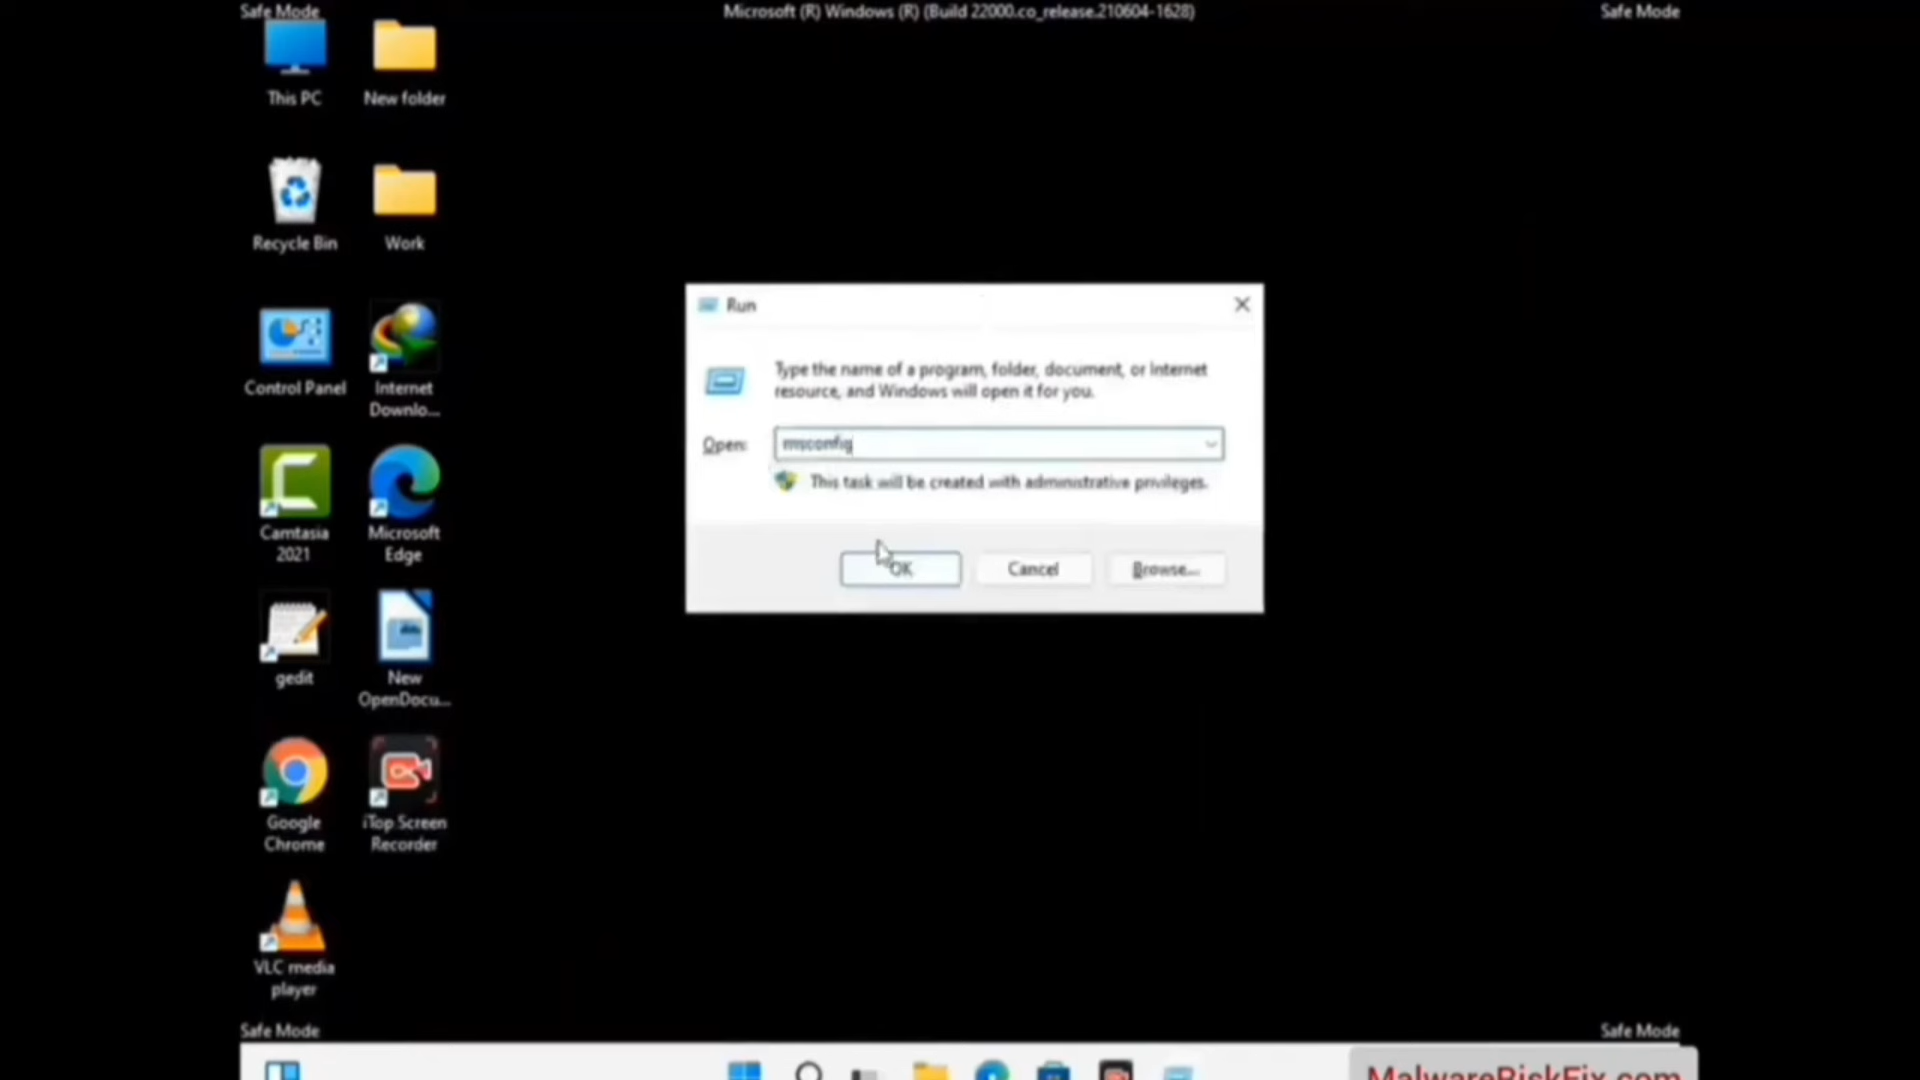 Safe Mode
Microsoft (R) Windows (R) (Build 22000.co_release.210604-1628)
Safe Mode
This PC
New folder
Recycle Bin
Work
Control Panel
Internet
Downlo...
Camtasia
2021
Microsoft
Edge
gedit
New
OpenDocu...
Google
Chrome
iTop Screen
Recorder
VLC media
player
Run
Type the name of a program, folder, document, or Internet
resource, and Windows will open it for you.
Open:
msconfig
This task will be created with administrative privileges.
OK
Cancel
Browse...
Safe Mode
Safe Mode
MalwareRiskFix.com